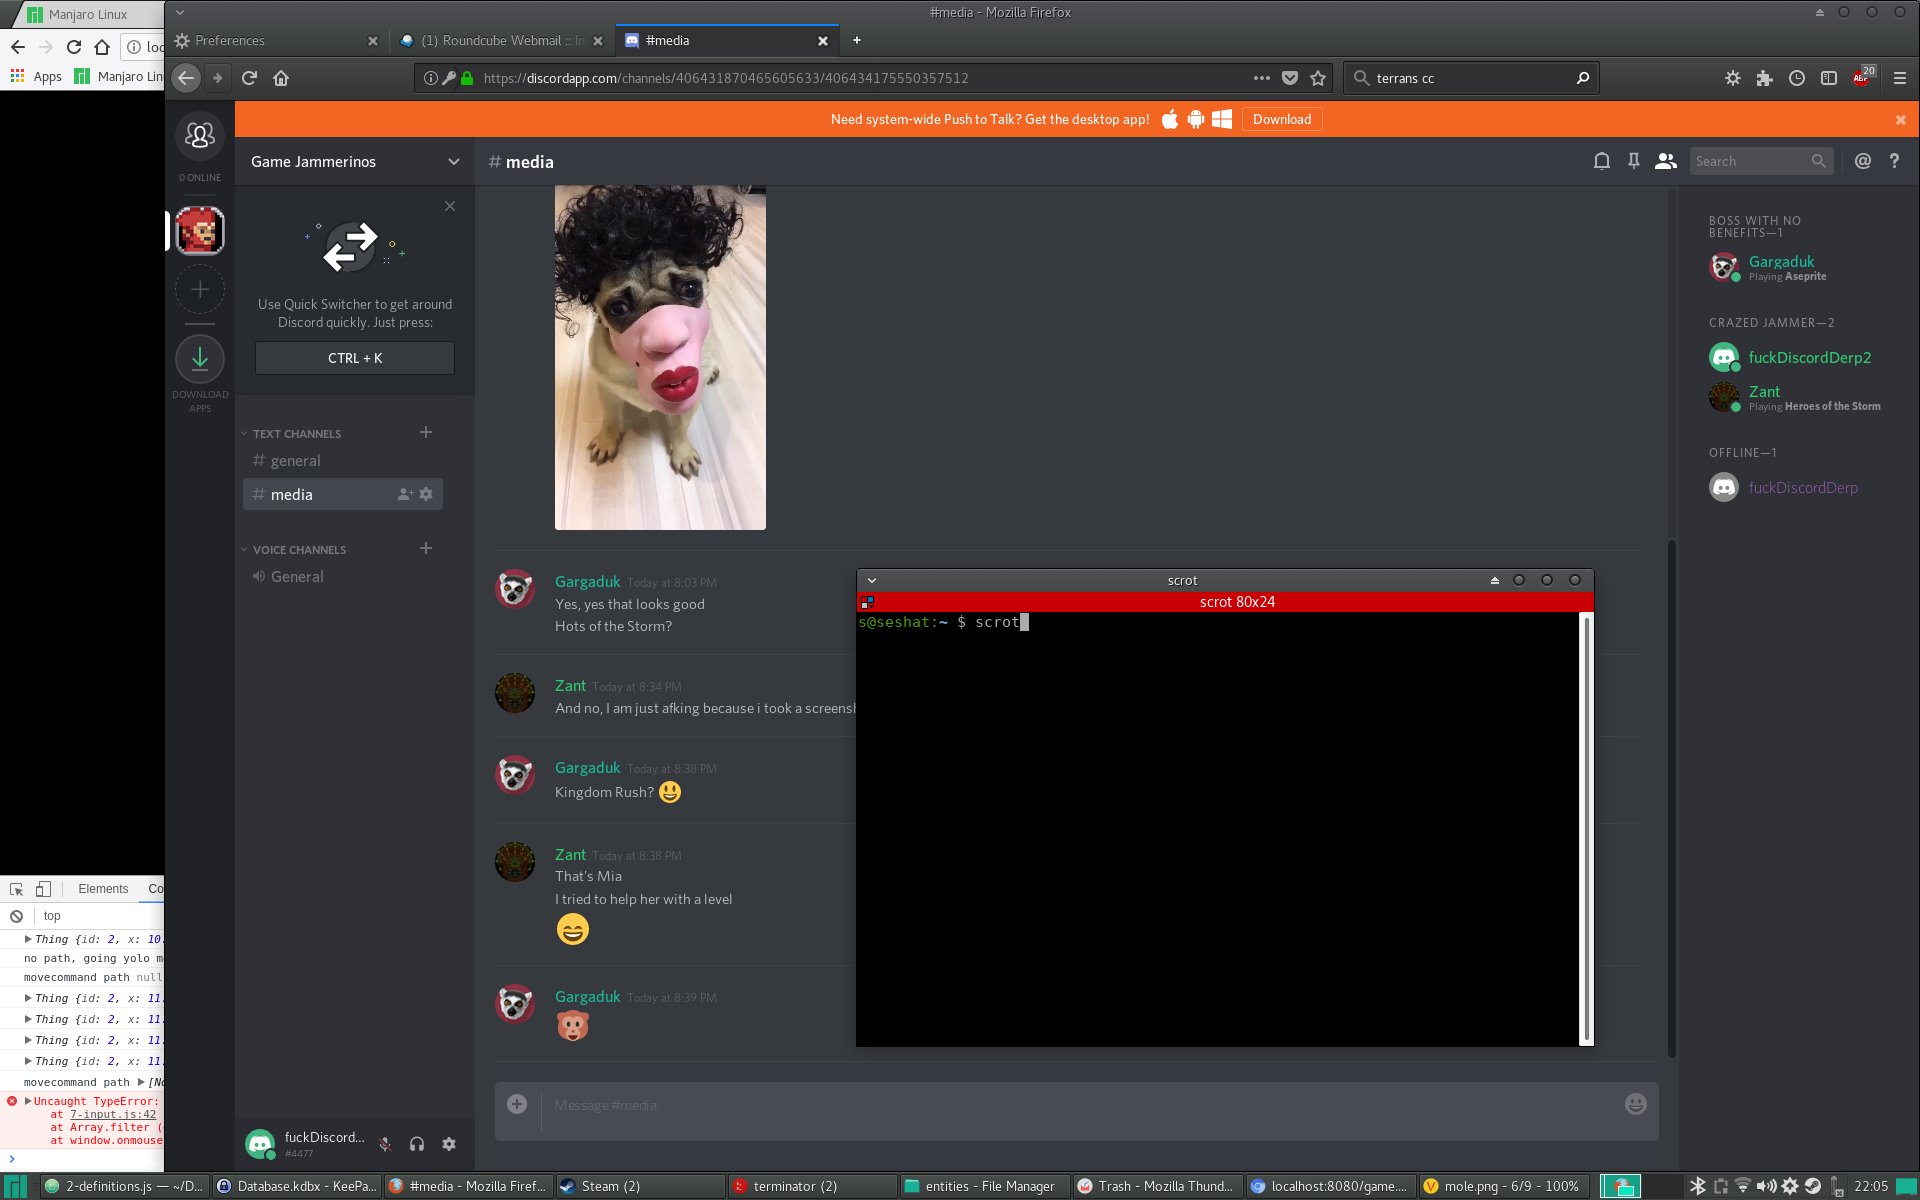 Manjaro Linux
#media - Mozilla Firefox
Preferences
(1) Roundcube Webmail :: In
#media
loc
https://discordapp.com/channels/406431870465605633/406434175550357512
terrans cc
20
ABP
Apps
Manjaro Lin
Need system-wide Push to Talk? Get the desktop app!
Download
0 ONLINE
DOWNLOAD
APPS
Game Jammerinos
Use Quick Switcher to get around
Discord quickly. Just press:
CTRL + K
TEXT CHANNELS
# general
# media
VOICE CHANNELS
General
fuckDiscord...
#4477
# media
Search
Gargaduk Today at 8:03 PM
Yes, yes that looks good
Hots of the Storm?
Zant Today at 8:34 PM
And no, I am just afking because i took a screensh
Gargaduk Today at 8:38 PM
Kingdom Rush?
Zant Today at 8:38 PM
That's Mia
I tried to help her with a level
Gargaduk Today at 8:39 PM
Message #media
BOSS WITH NO
BENEFITS—1
Gargaduk
Playing Aseprite
CRAZED JAMMER—2
fuckDiscordDerp2
Zant
Playing Heroes of the Storm
OFFLINE—1
fuckDiscordDerp
scrot
scrot 80x24
s@seshat:~ $ scrot
Elements
Co
top
Thing {id: 2, x: 10.
no path, going yolo m
movecommand path null
Thing {id: 2, x: 11.
Thing {id: 2, x: 11.
Thing {id: 2, x: 11.
Thing {id: 2, x: 11.
movecommand path [No
Uncaught TypeError:
at 7-input.js:42
at Array.filter (
at window.onmouse
2-definitions.js — ~/D...
Database.kdbx - KeePa...
#media - Mozilla Firef...
Steam (2)
terminator (2)
entities - File Manager
Trash - Mozilla Thund...
localhost:8080/game....
mole.png - 6/9 - 100%
22:05